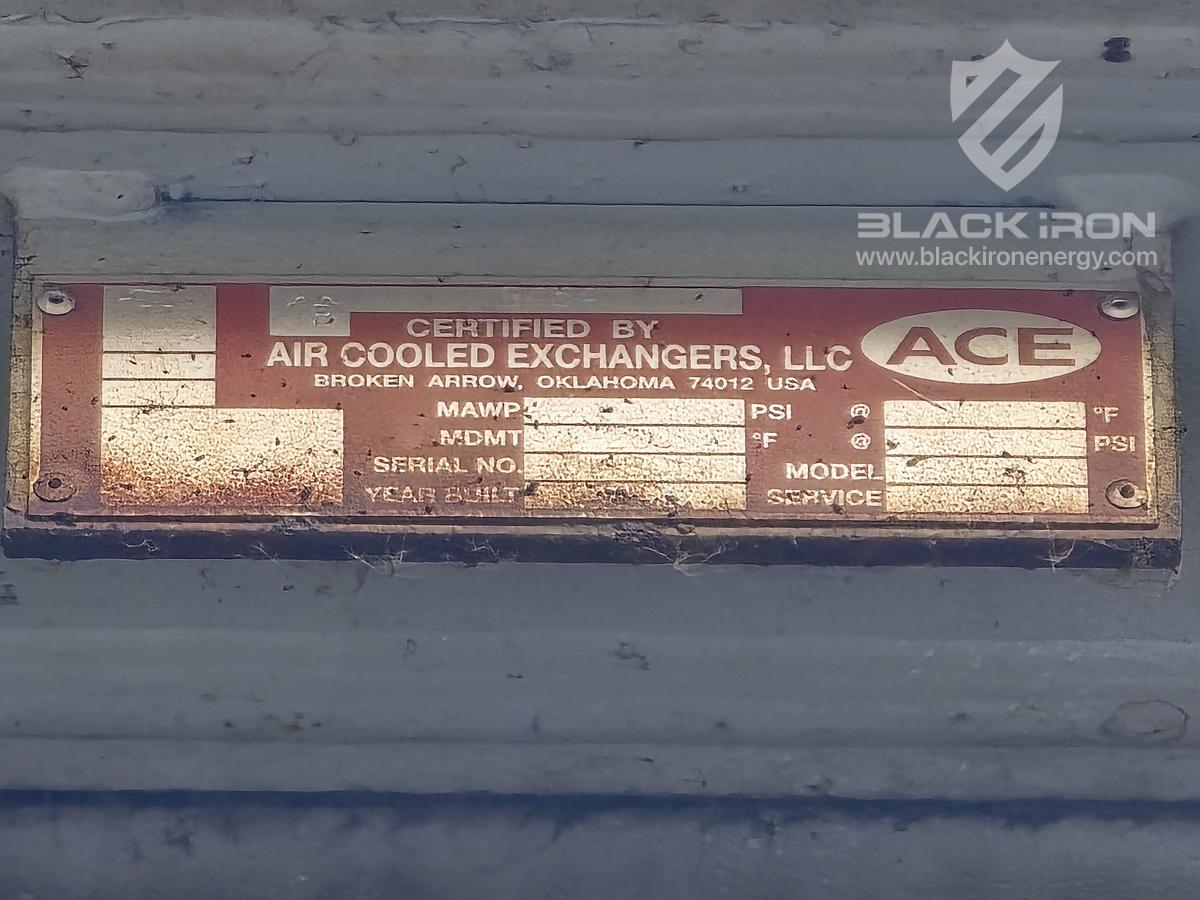 BLACK IRON
www.blackironenergy.com
CERTIFIED BY
AIR COOLED EXCHANGERS, LLC
BROKEN ARROW, OKLAHOMA 74012 USA
ACE
MAWP PSI @ °F
MDMT °F @ PSI
SERIAL NO. MODEL
YEAR BUILT SERVICE